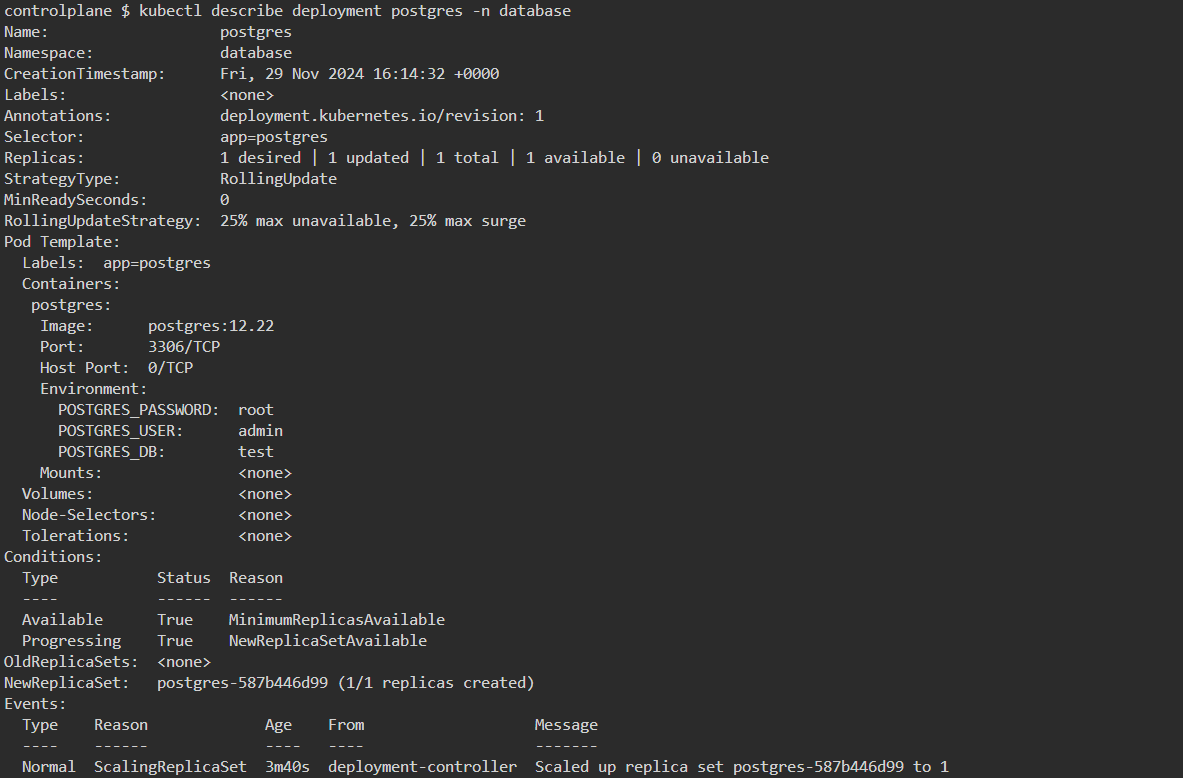 controlplane $ kubectl describe deployment postgres -n database
Name:                   postgres
Namespace:              database
CreationTimestamp:      Fri, 29 Nov 2024 16:14:32 +0000
Labels:                 <none>
Annotations:            deployment.kubernetes.io/revision: 1
Selector:               app=postgres
Replicas:               1 desired | 1 updated | 1 total | 1 available | 0 unavailable
StrategyType:           RollingUpdate
MinReadySeconds:        0
RollingUpdateStrategy:  25% max unavailable, 25% max surge
Pod Template:
  Labels:  app=postgres
  Containers:
   postgres:
    Image:      postgres:12.22
    Port:       3306/TCP
    Host Port:  0/TCP
    Environment:
      POSTGRES_PASSWORD:  root
      POSTGRES_USER:      admin
      POSTGRES_DB:        test
    Mounts:               <none>
  Volumes:                <none>
  Node-Selectors:         <none>
  Tolerations:            <none>
Conditions:
  Type           Status  Reason
  ----           ------  ------
  Available      True    MinimumReplicasAvailable
  Progressing    True    NewReplicaSetAvailable
OldReplicaSets:  <none>
NewReplicaSet:   postgres-587b446d99 (1/1 replicas created)
Events:
  Type    Reason             Age    From                   Message
  ----    ------             ----   ----                   -------
  Normal  ScalingReplicaSet  3m40s  deployment-controller  Scaled up replica set postgres-587b446d99 to 1